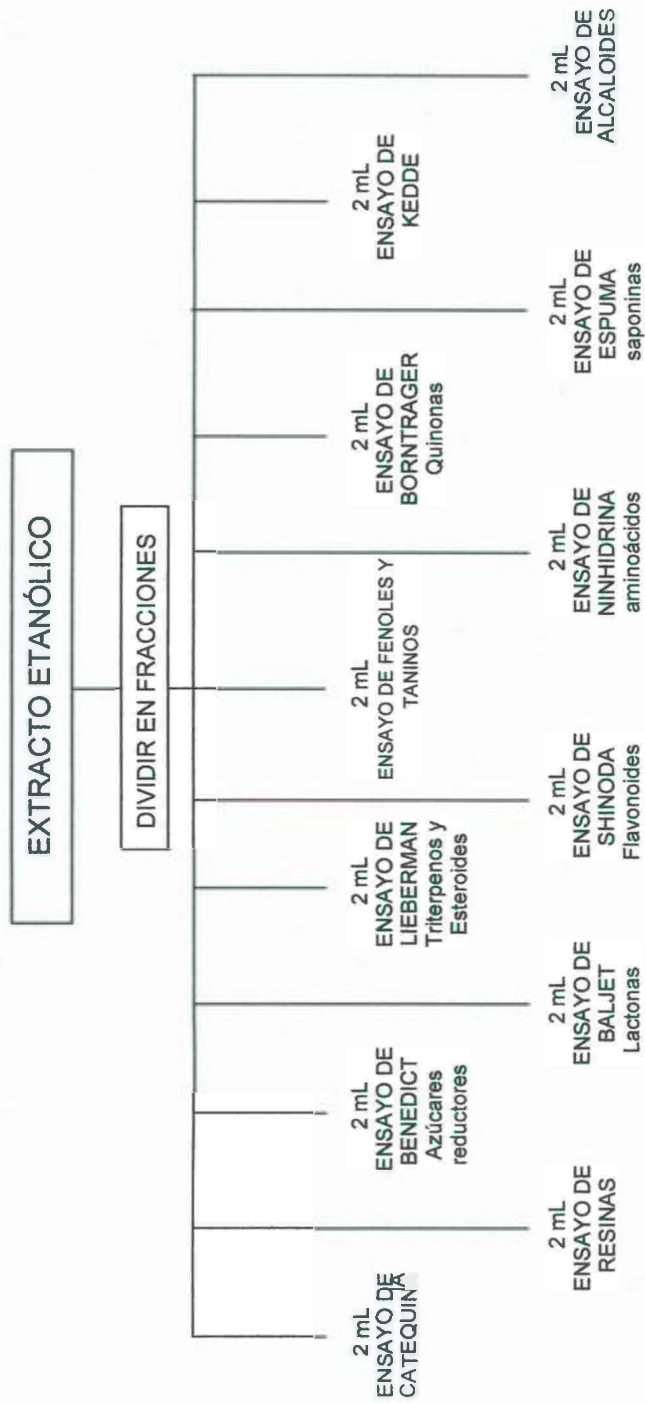 EXTRACTO ETANÓLICO
DIVIDIR EN FRACCIONES
2 mL
ENSAYO DE
CATEQUINA
2 mL
ENSAYO DE
RESINAS
2 mL
ENSAYO DE
BENEDICT
Azúcares
reductores
2 mL
ENSAYO DE
BALJET
Lactonas
2 mL
ENSAYO DE
LIEBERMAN
Triterpenos y
Esteroides
2 mL
ENSAYO DE
SHINODA
Flavonoides
2 mL
ENSAYO DE FENOLES Y
TANINOS
2 mL
ENSAYO DE
NINHIDRINA
aminoácidos
2 mL
ENSAYO DE
BORNTRAGER
Quinonas
2 mL
ENSAYO DE
ESPUMA
saponinas
2 mL
ENSAYO DE
KEDDE
2 mL
ENSAYO DE
ALCALOIDES